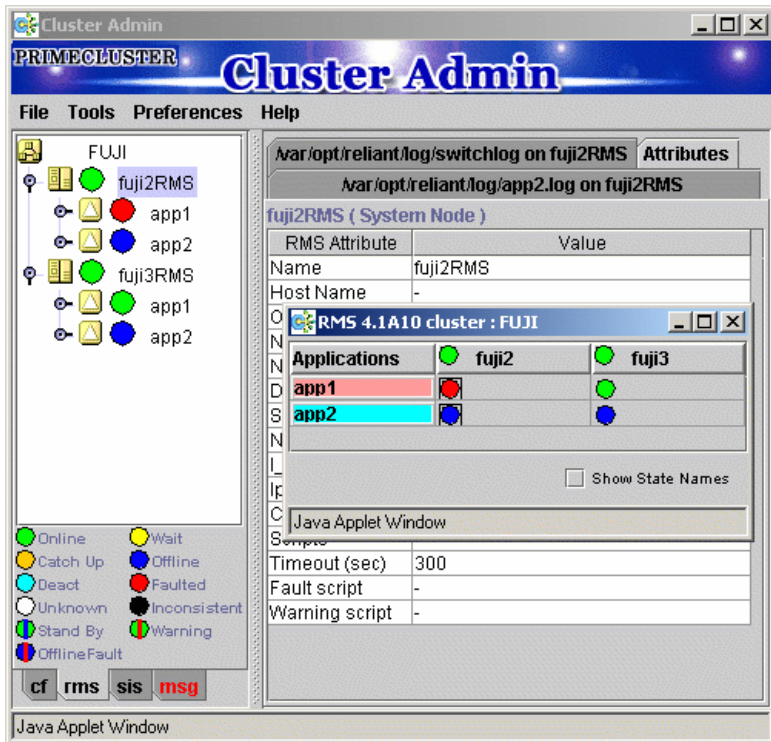 Cluster Admin
PRIMECLUSTER
Cluster Admin
File Tools Preferences Help
FUJI
fuji2RMS
app1
app2
fuji3RMS
app1
app2
Online Wait
Catch Up Offline
Deact Faulted
Unknown Inconsistent
Stand By Warning
OfflineFault
cf rms sis msg
/var/opt/reliant/log/switchlog on fuji2RMS Attributes
/var/opt/reliant/log/app2.log on fuji2RMS
fuji2RMS ( System Node )
RMS Attribute Value
Name fuji2RMS
Host Name -
O
N
N
D
S
N
I_
Ip
C
Scripts
Timeout (sec) 300
Fault script -
Warning script -
RMS 4.1A10 cluster : FUJI
Applications fuji2 fuji3
app1
app2
Show State Names
Java Applet Window
Java Applet Window